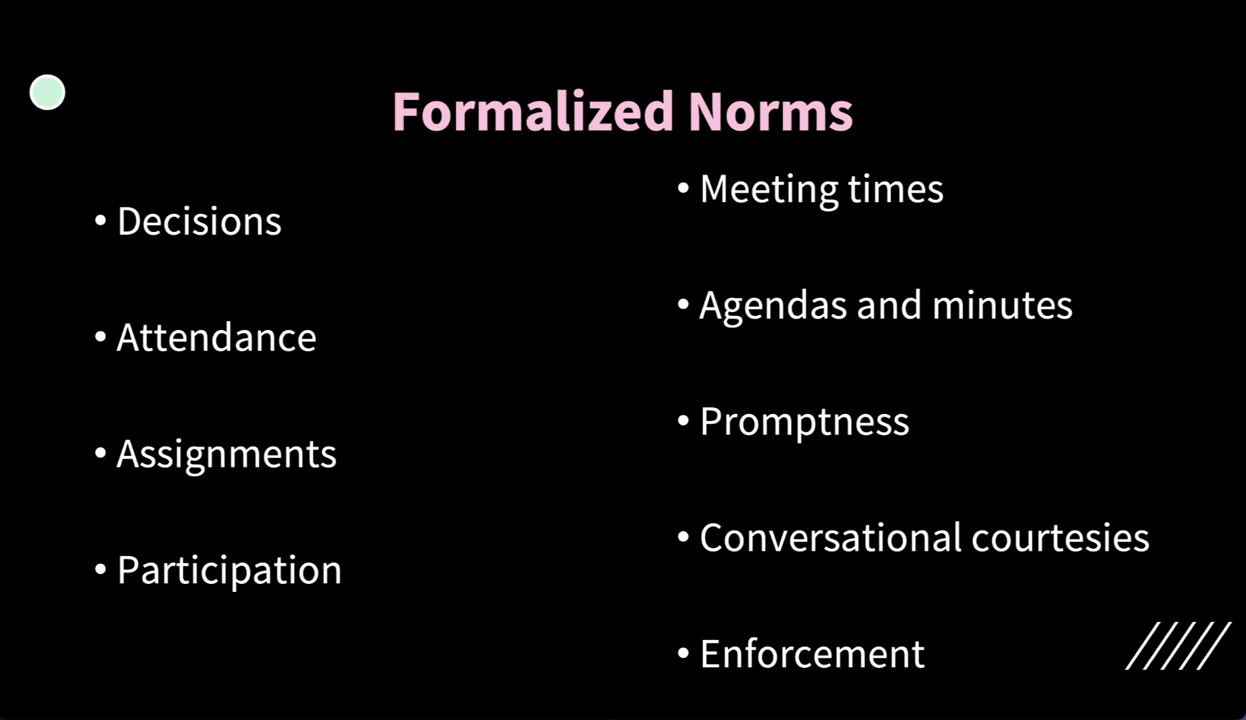 Formalized Norms
• Decisions
• Attendance
• Assignments
• Participation
• Meeting times
• Agendas and minutes
• Promptness
• Conversational courtesies
• Enforcement